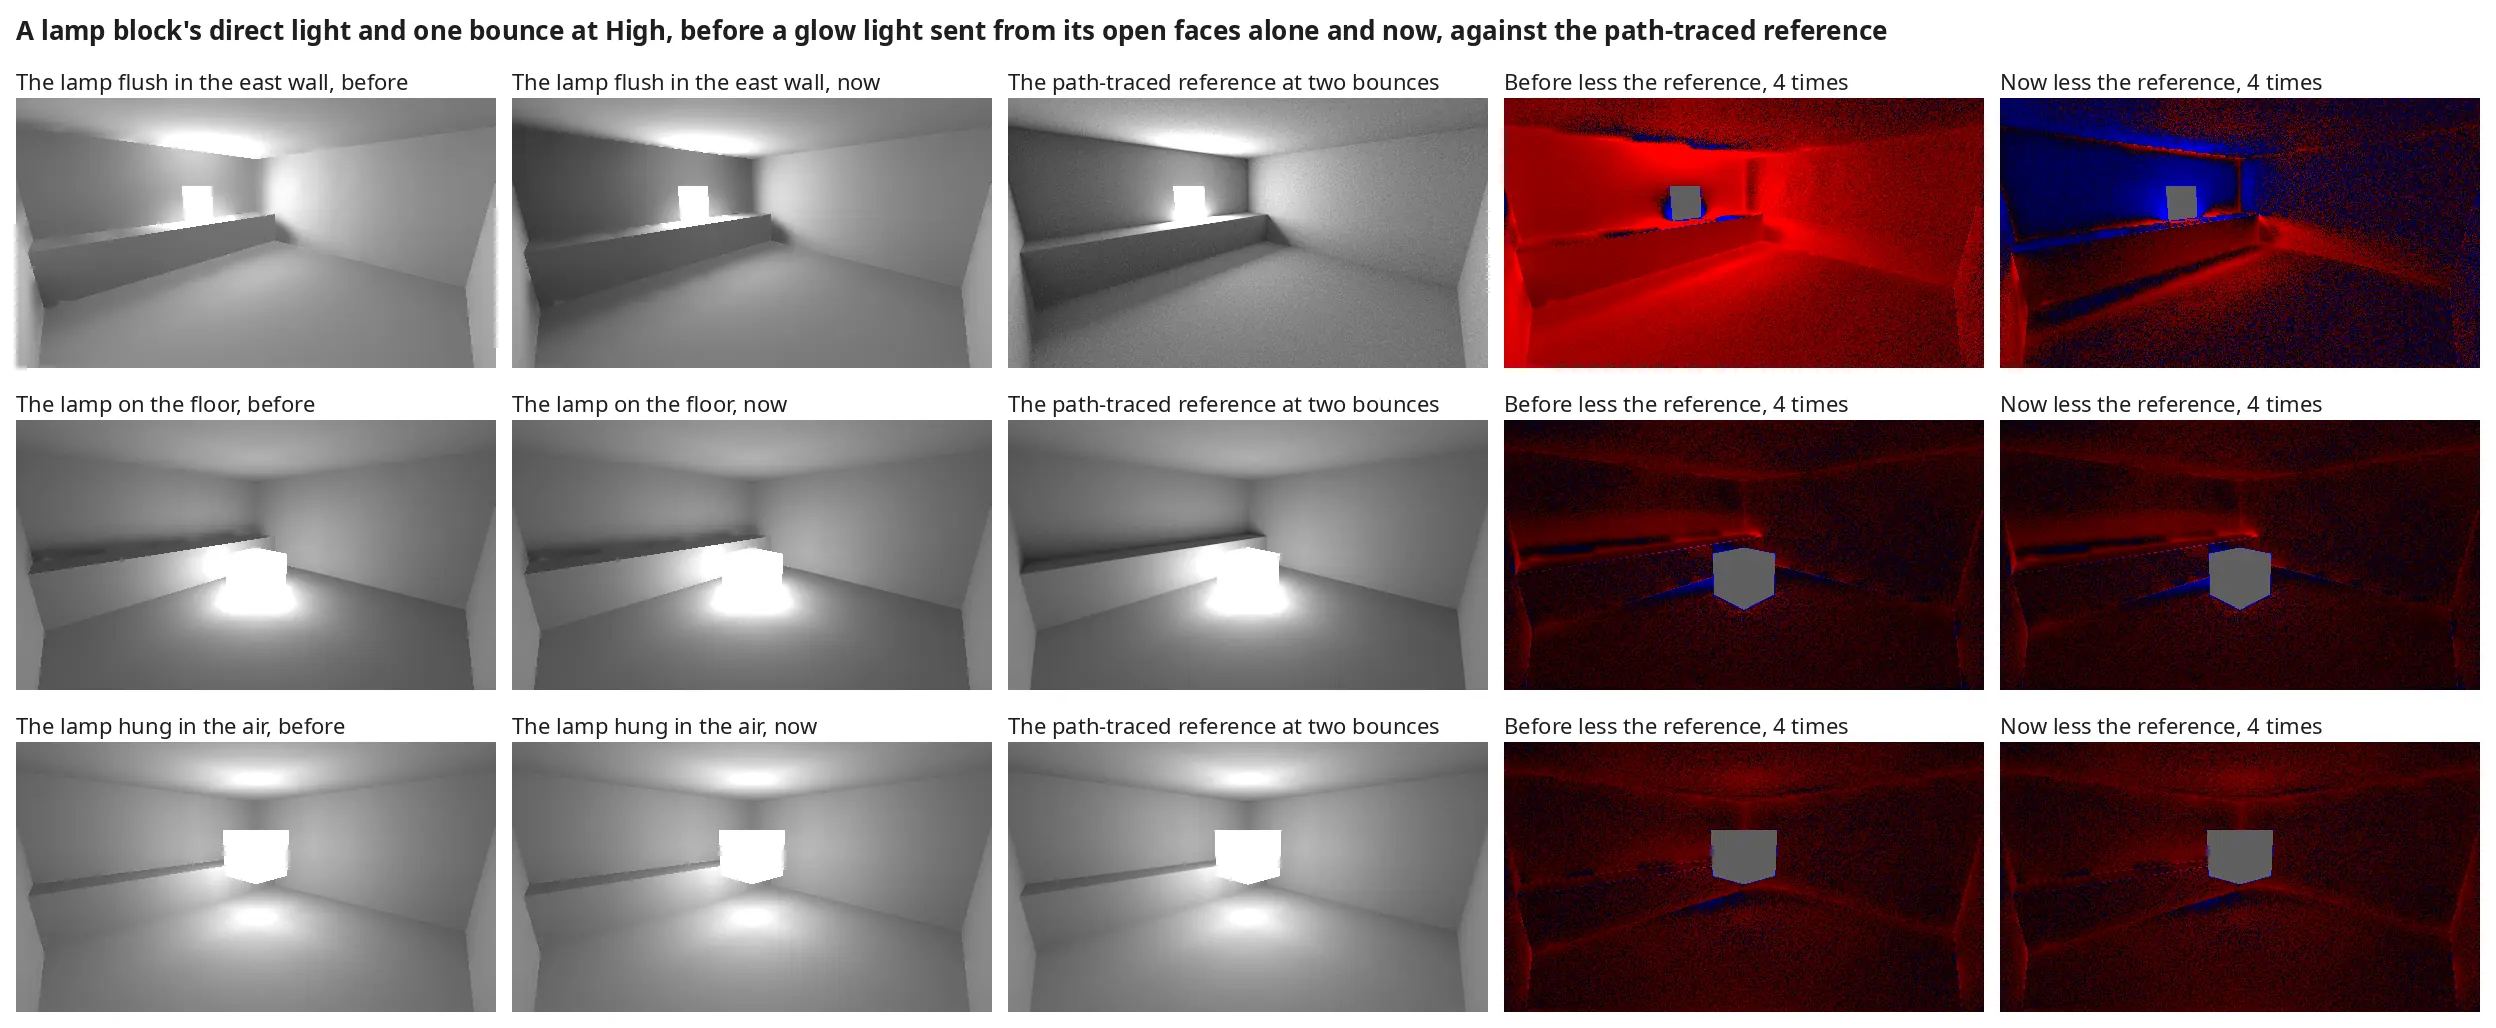 A lamp block's direct light and one bounce at High, before a glow light sent from its open faces alone and now, against the path-traced reference
The lamp flush in the east wall, before
The lamp flush in the east wall, now
The path-traced reference at two bounces
Before less the reference, 4 times
Now less the reference, 4 times
The lamp on the floor, before
The lamp on the floor, now
The path-traced reference at two bounces
Before less the reference, 4 times
Now less the reference, 4 times
The lamp hung in the air, before
The lamp hung in the air, now
The path-traced reference at two bounces
Before less the reference, 4 times
Now less the reference, 4 times